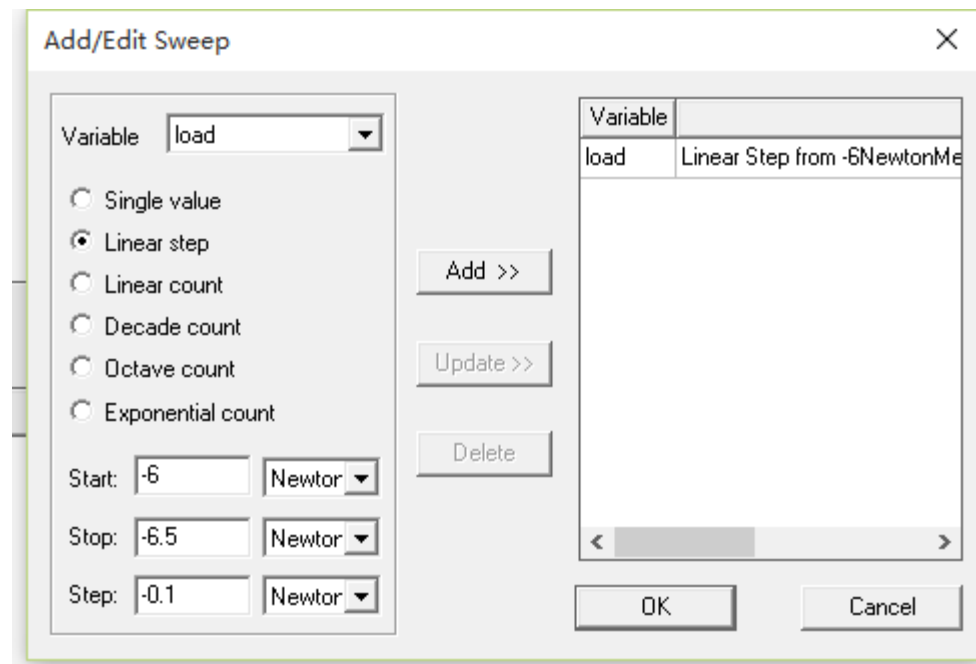 Add/Edit Sweep
Variable load
Single value
Linear step
Linear count
Decade count
Octave count
Exponential count
Start: -6 Newtor
Stop: -6.5 Newtor
Step: -0.1 Newtor
Add >>
Update >>
Delete
Variable
load Linear Step from -6NewtonMe
OK Cancel